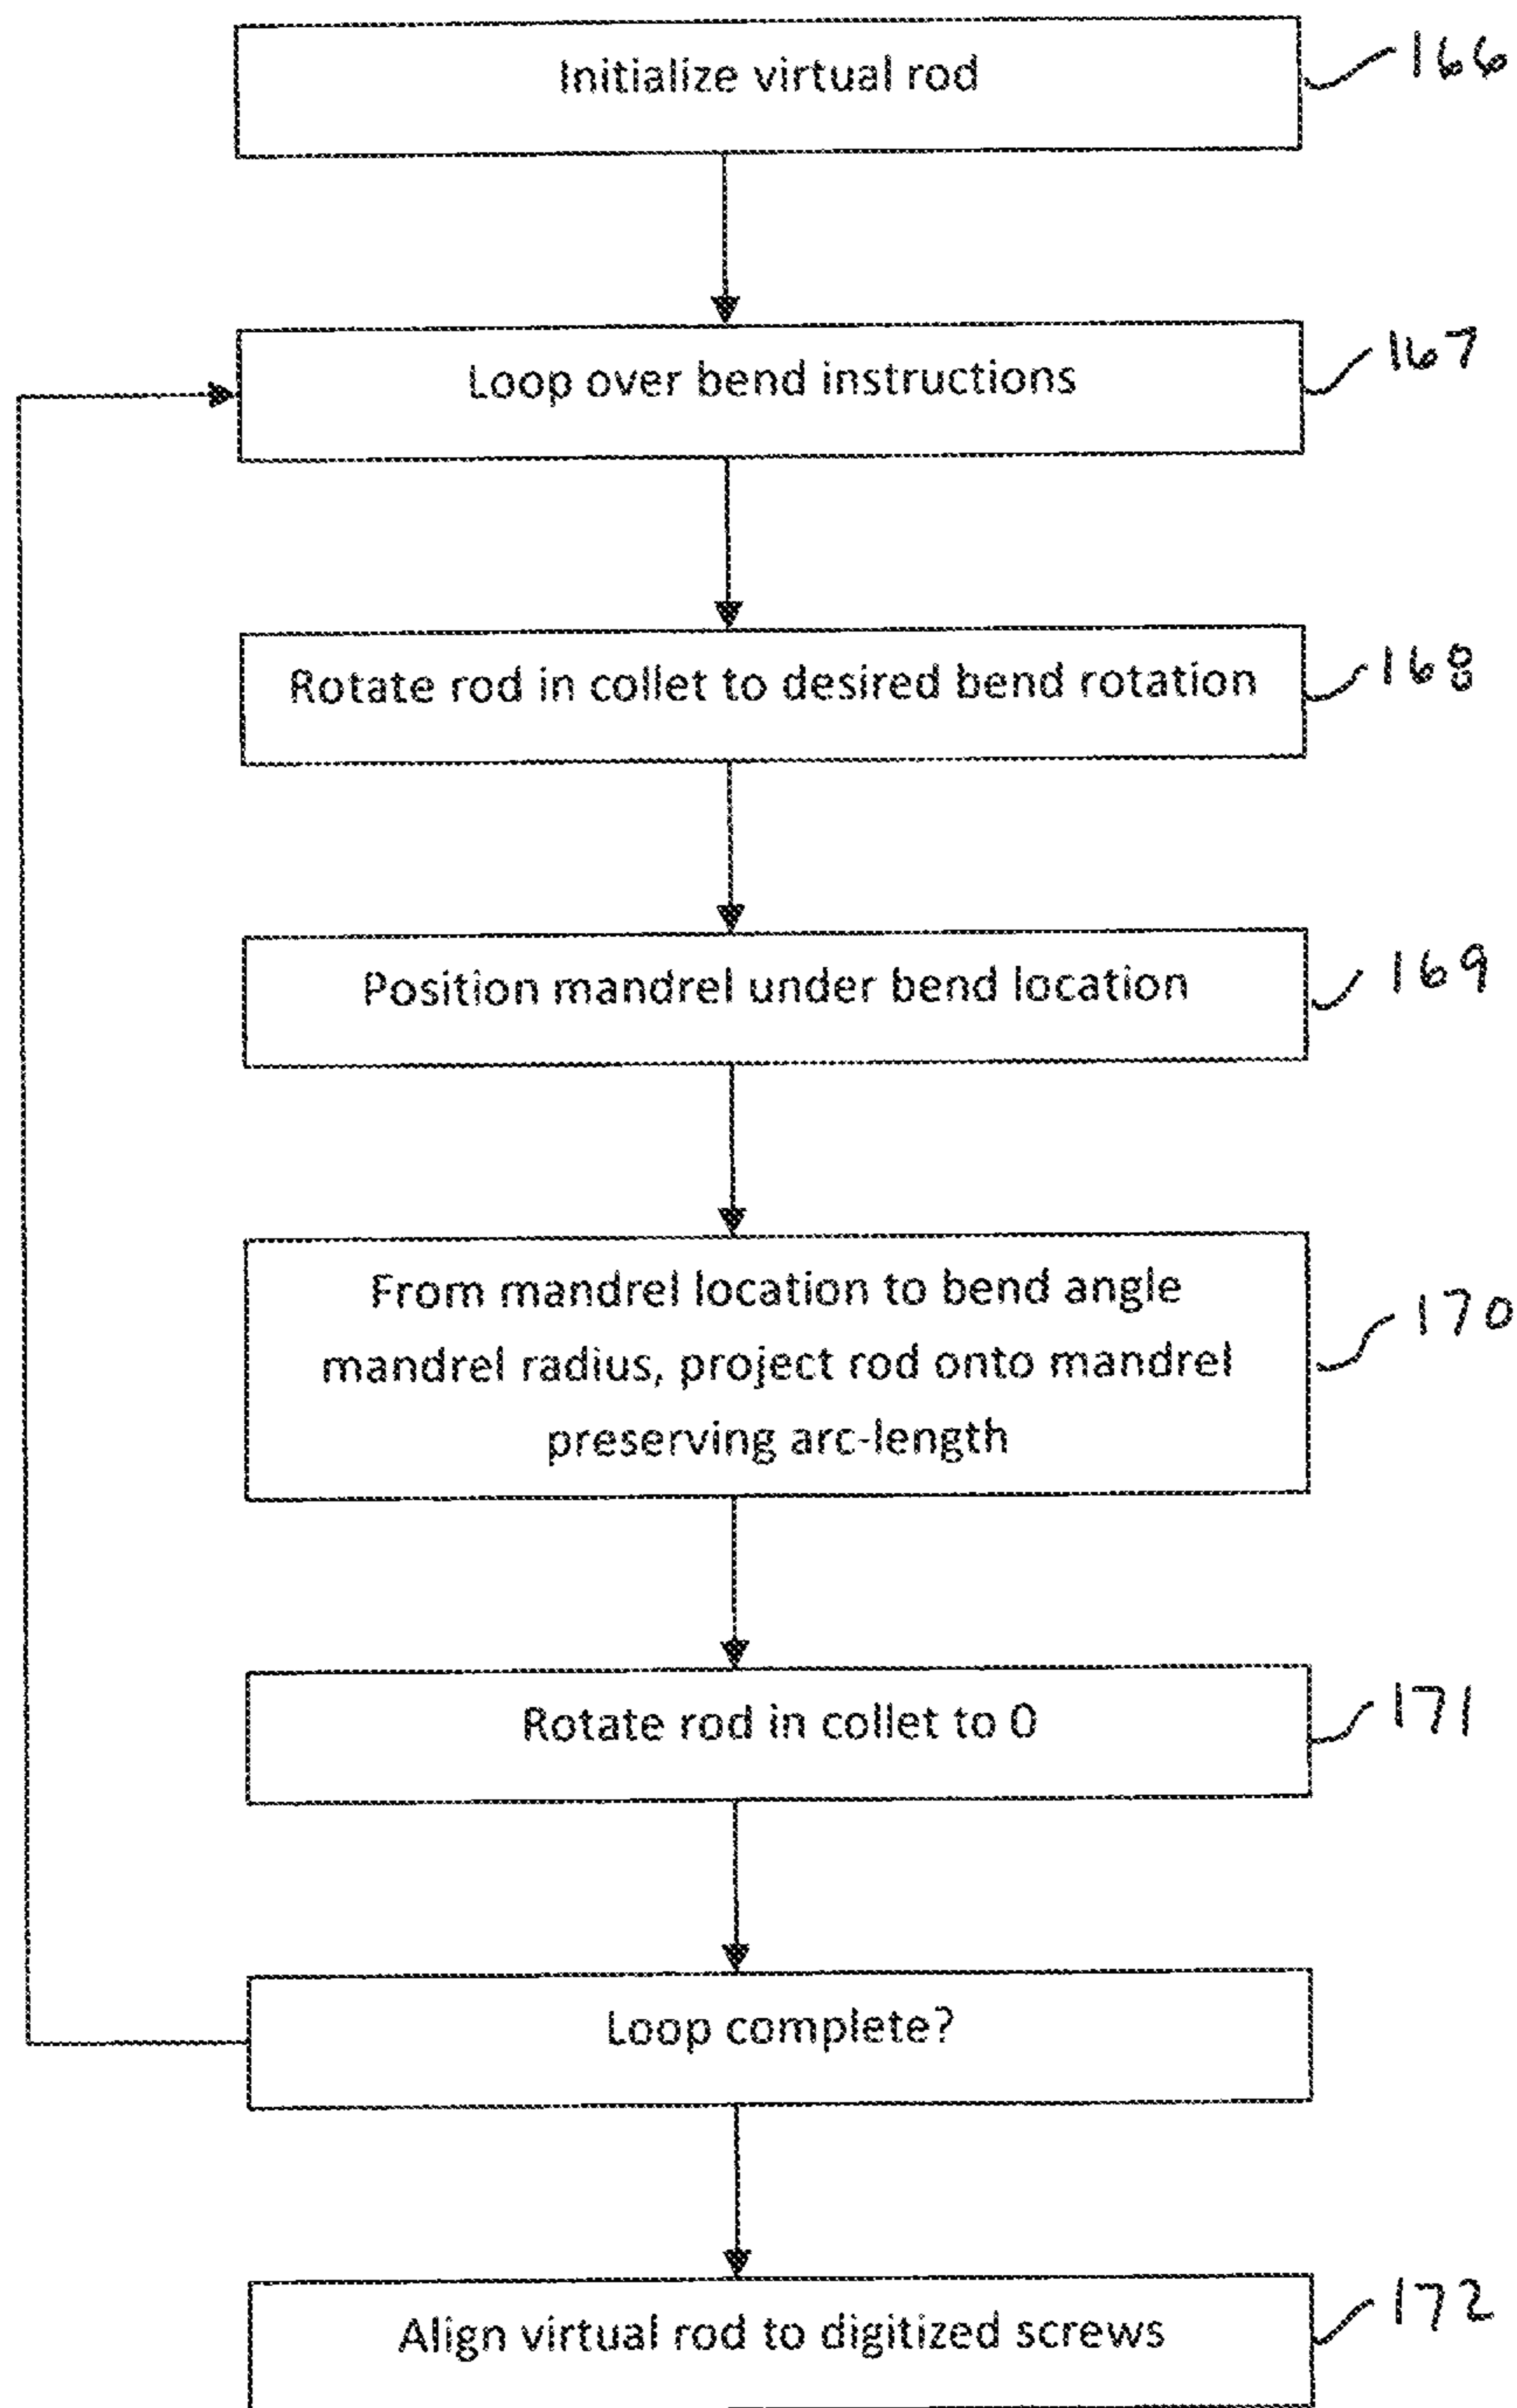 Initialize virtual rod
166
Loop over bend instructions
167
Rotate rod in collet to desired bend rotation
168
Position mandrel under bend location
169
From mandrel location to bend angle
mandrel radius, project rod onto mandrel
preserving arc-length
170
Rotate rod in collet to 0
171
Loop complete?
Align virtual rod to digitized screws
172